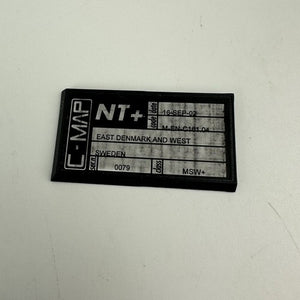 C-MAP
NT+
19-SEP-02
M-EN-C161.04
EAST DENMARK AND WEST
SWEDEN
0079
MSW+